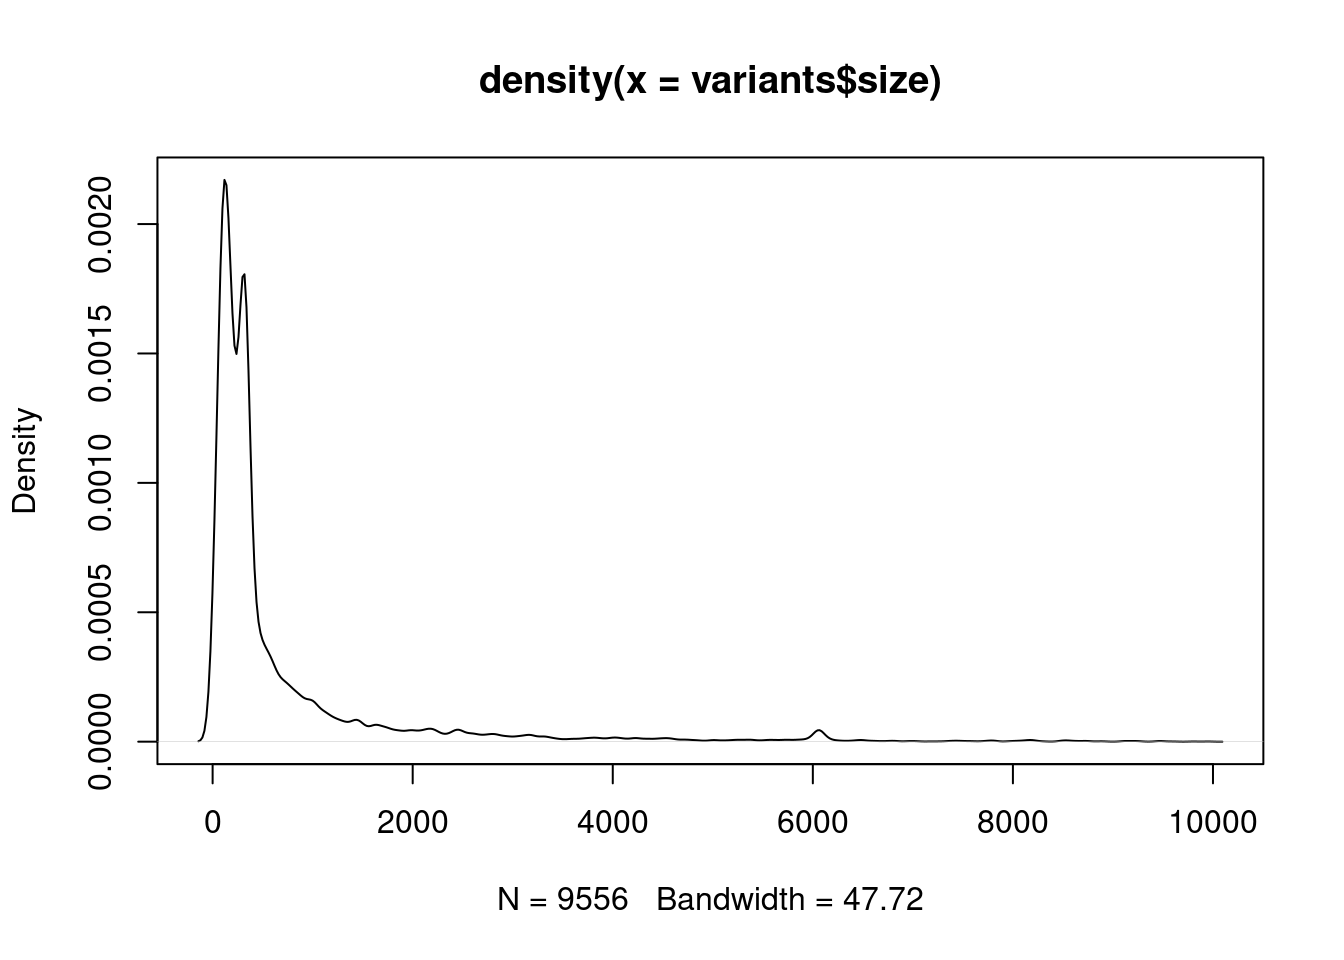 density(x = variants$size)
Density
0.0000 0.0005 0.0010 0.0015 0.0020
0 2000 4000 6000 8000 10000
N = 9556 Bandwidth = 47.72